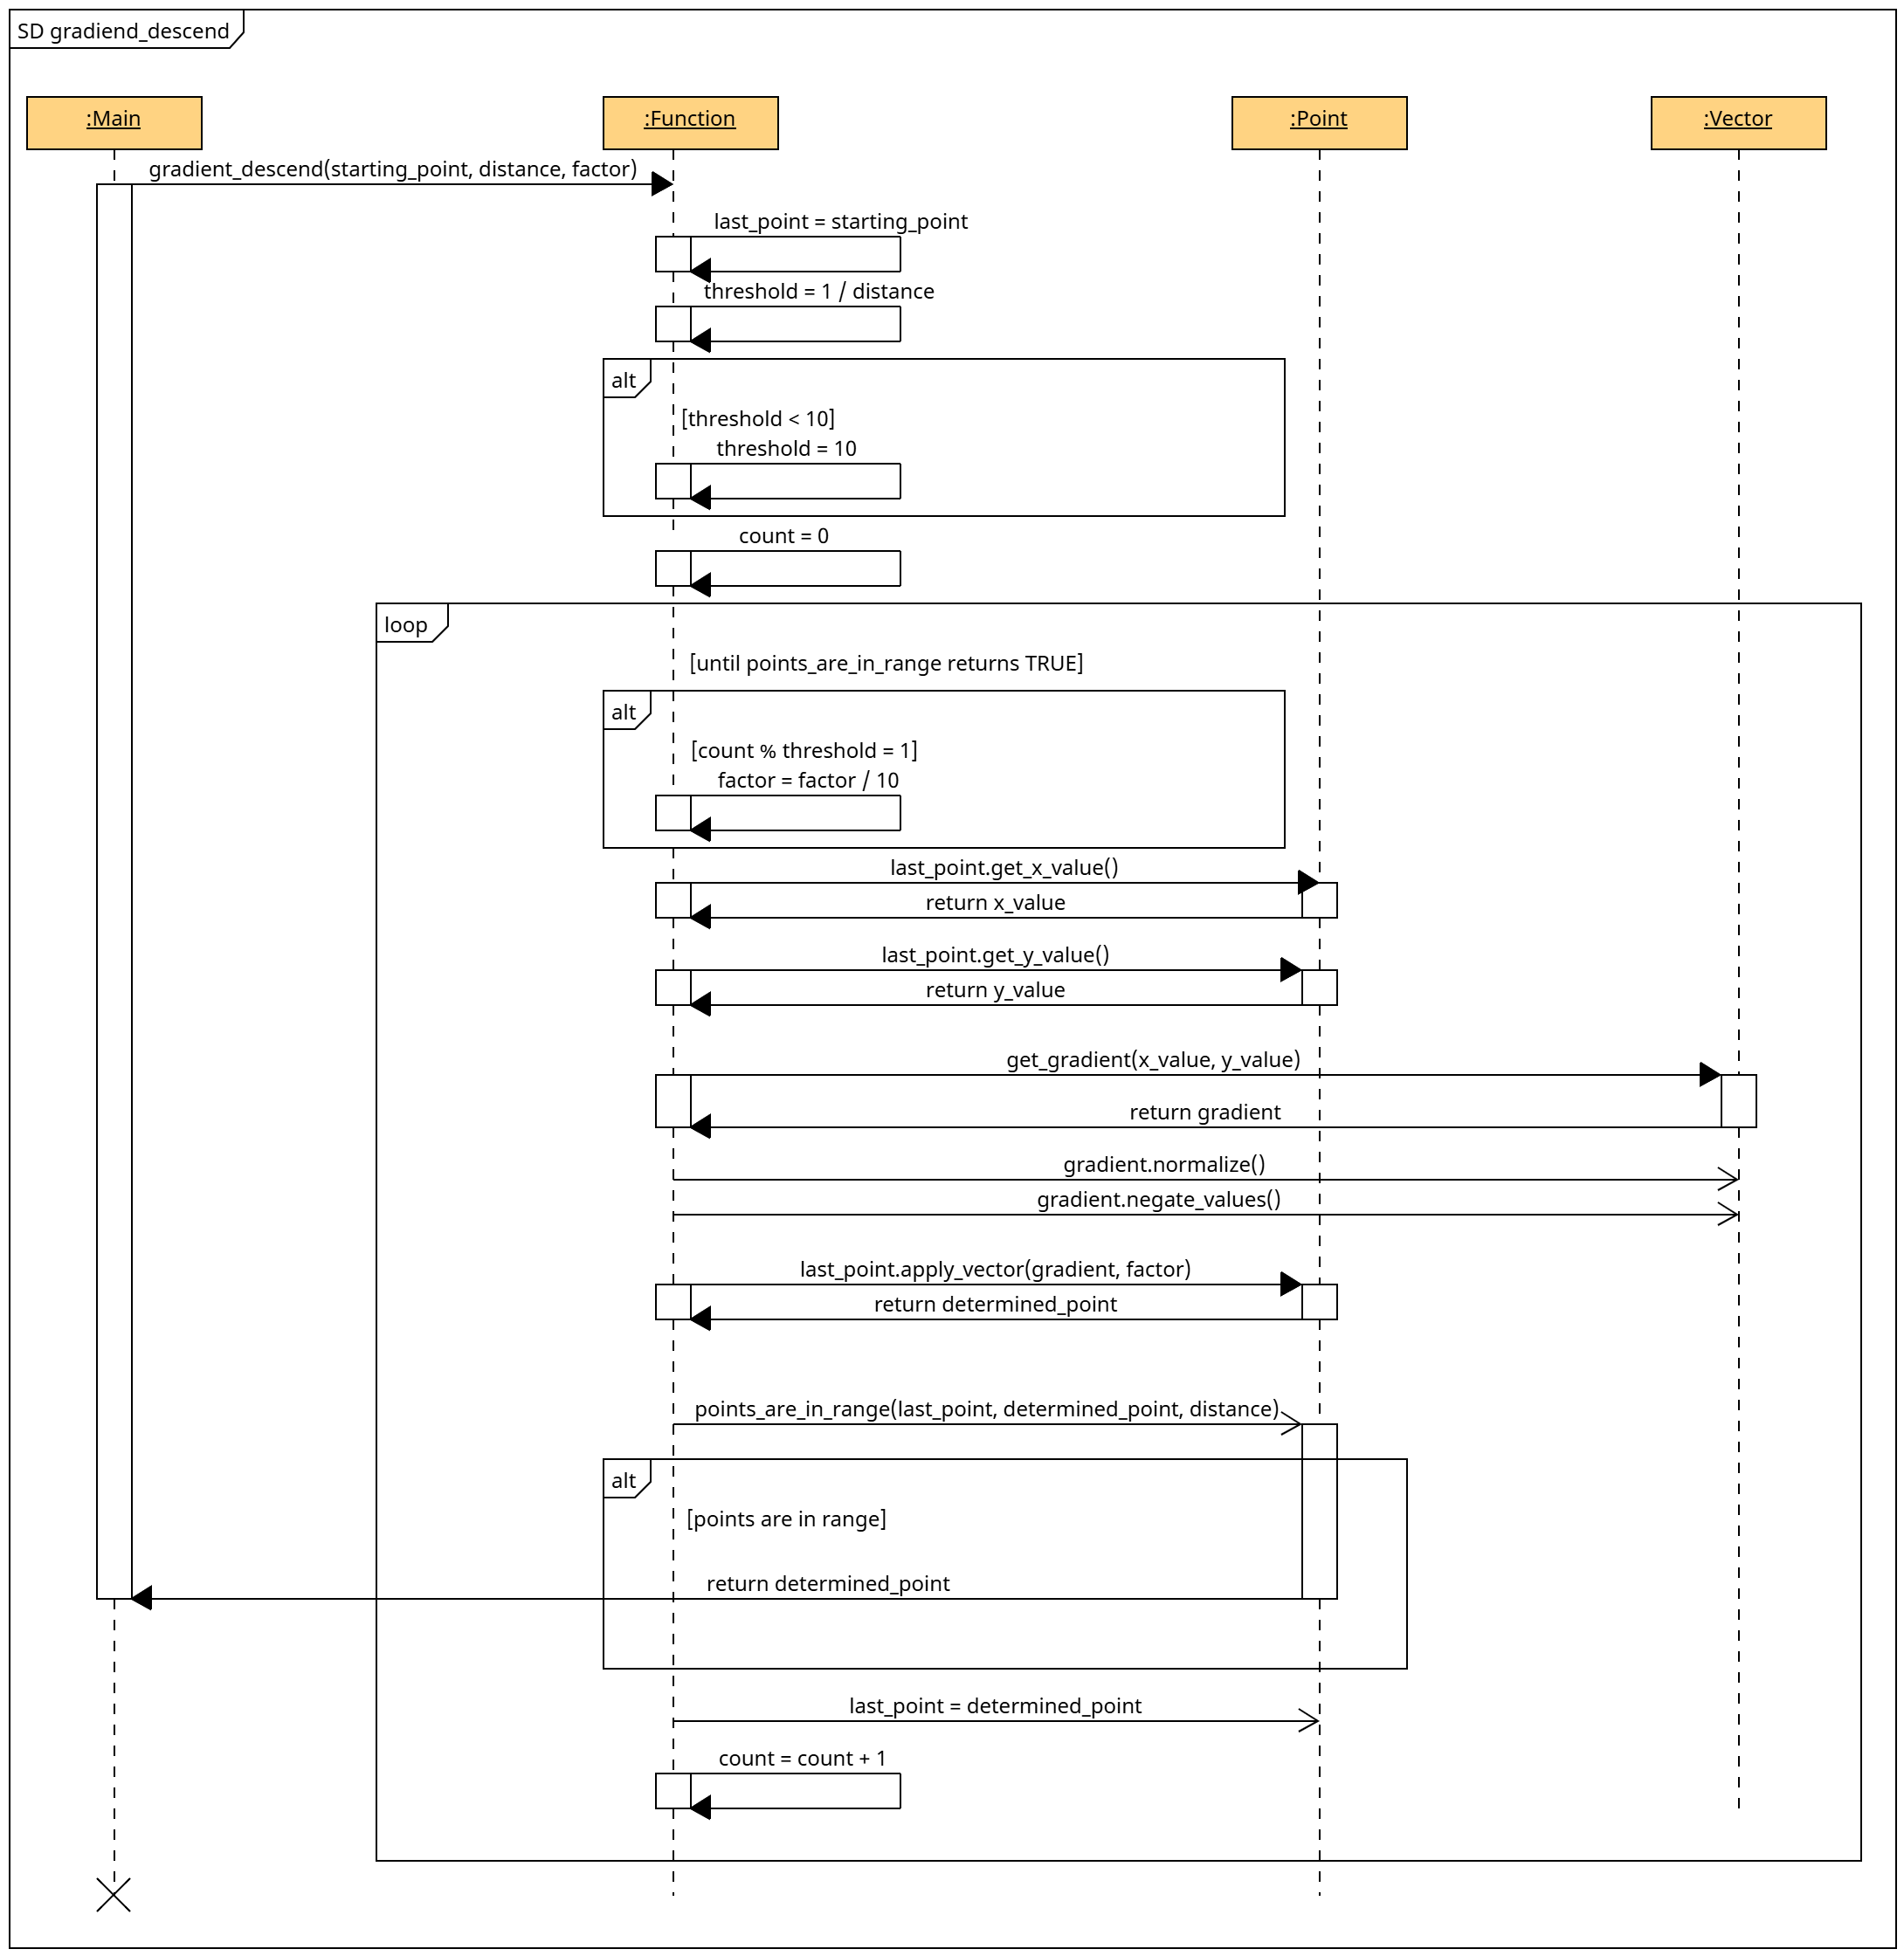 SD gradiend_descend
:Main
:Function
:Point
:Vector
gradient_descend(starting_point, distance, factor)
last_point = starting_point
threshold = 1 / distance
alt
[threshold < 10]
threshold = 10
count = 0
loop
[until points_are_in_range returns TRUE]
alt
[count % threshold = 1]
factor = factor / 10
last_point.get_x_value()
return x_value
last_point.get_y_value()
return y_value
get_gradient(x_value, y_value)
return gradient
gradient.normalize()
gradient.negate_values()
last_point.apply_vector(gradient, factor)
return determined_point
points_are_in_range(last_point, determined_point, distance)
alt
[points are in range]
return determined_point
last_point = determined_point
count = count + 1